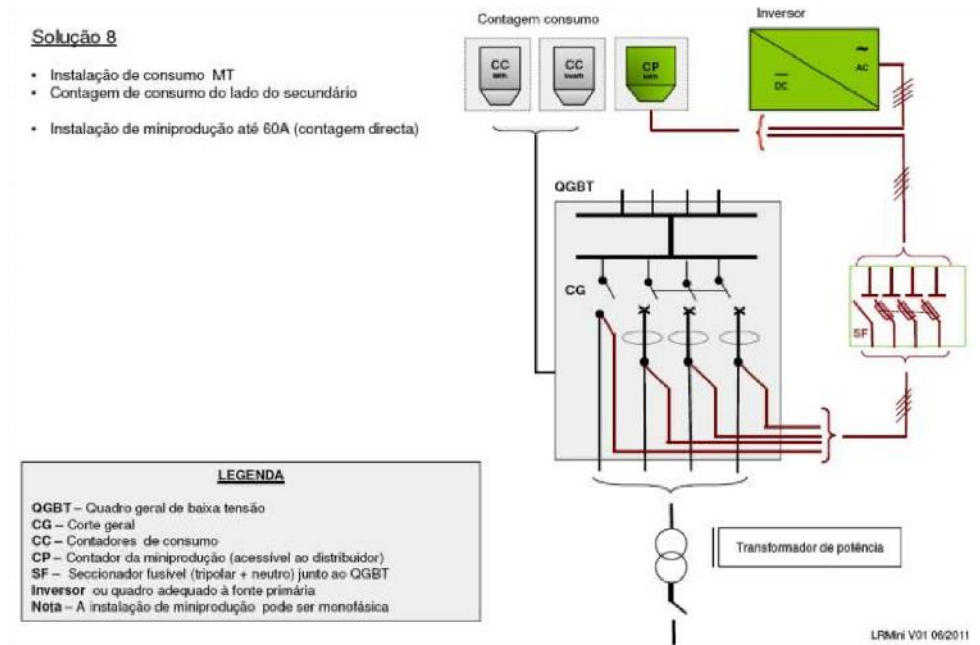 Solução 8
• Instalação de consumo MT
• Contagem de consumo do lado do secundário
• Instalação de miniprodução até 60A (contagem directa)
Contagem consumo
CC
CC
CP
Inversor
AC
DC
QGBT
CG
SF
Transformador de potência
LEGENDA
QGBT – Quadro geral de baixa tensão
CG – Corte geral
CC – Contadores de consumo
CP – Contador da miniprodução (acessível ao distribuidor)
SF – Seccionador fusível (tripolar + neutro) junto ao QGBT
Inversor ou quadro adequado à fonte primária
Nota – A instalação de miniprodução pode ser monofásica
LRMini V01 06/2011